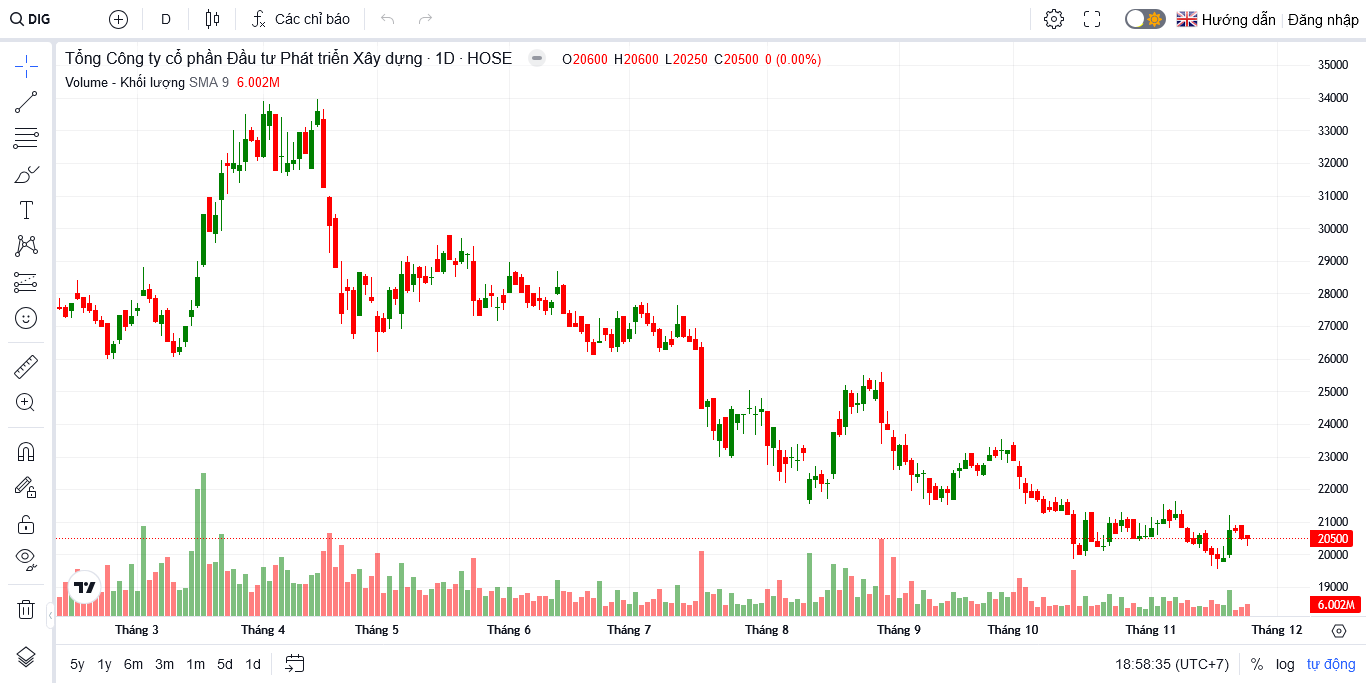 DIG
D
Các chỉ báo
Hướng dẫn
Đăng nhập
Tổng Công ty cổ phần Đầu tư Phát triển Xây dựng · 1D · HOSE O20600 H20600 L20250 C20500 0 (0.00%)
Volume - Khối lượng SMA 9 6.002M
35000
34000
33000
32000
31000
30000
29000
28000
27000
26000
25000
24000
23000
22000
21000
20500
20000
19000
6.002M
Tháng 3 Tháng 4 Tháng 5 Tháng 6 Tháng 7 Tháng 8 Tháng 9 Tháng 10 Tháng 11 Tháng 12
5y 1y 6m 3m 1m 5d 1d
18:58:35 (UTC+7) % log tự động